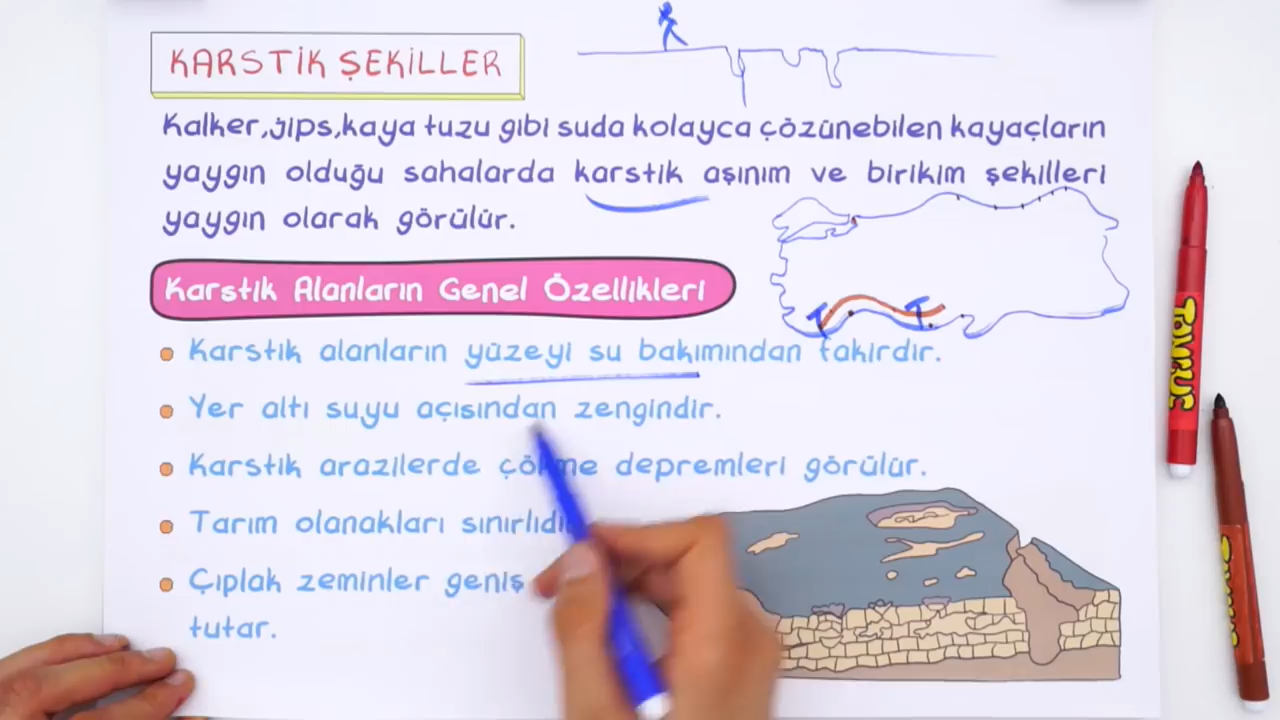 KARSTİK ŞEKİLLER
Kalker,jips,kaya tuzu gibi suda kolayca çözünebilen kayaçların
yaygın olduğu sahalarda karstik aşınım ve birikim şekilleri
yaygın olarak görülür.
Karstik Alanların Genel Özellikleri
T T
Karstik alanların yüzeyi su bakımından fakirdir.
Yer altı suyu açısından zengindir.
Karstik arazilerde çökme depremleri görülür.
Tarım olanakları
Çıplak zeminler geniş
tutar.